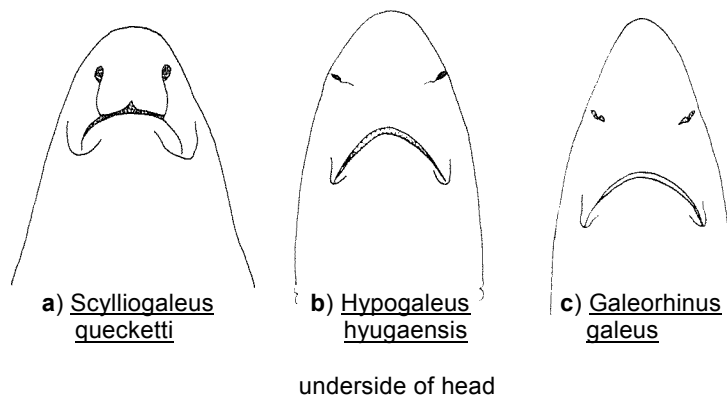 a) Scylliogaleus
quecketti
b) Hypogaleus
hyugaensis
c) Galeorhinus
galeus
underside of head